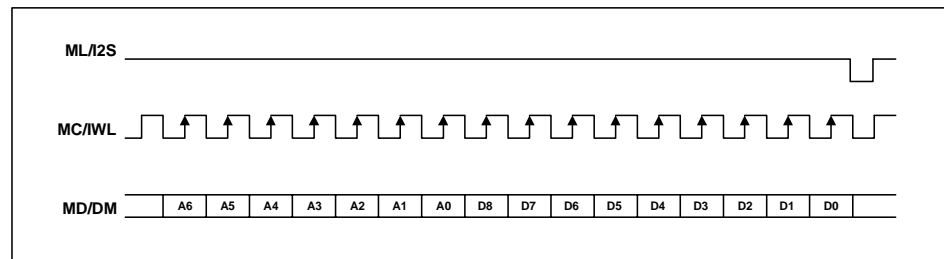 ML/I2S
MC/IWL
MD/DM A6 A5 A4 A3 A2 A1 A0 D8 D7 D6 D5 D4 D3 D2 D1 D0